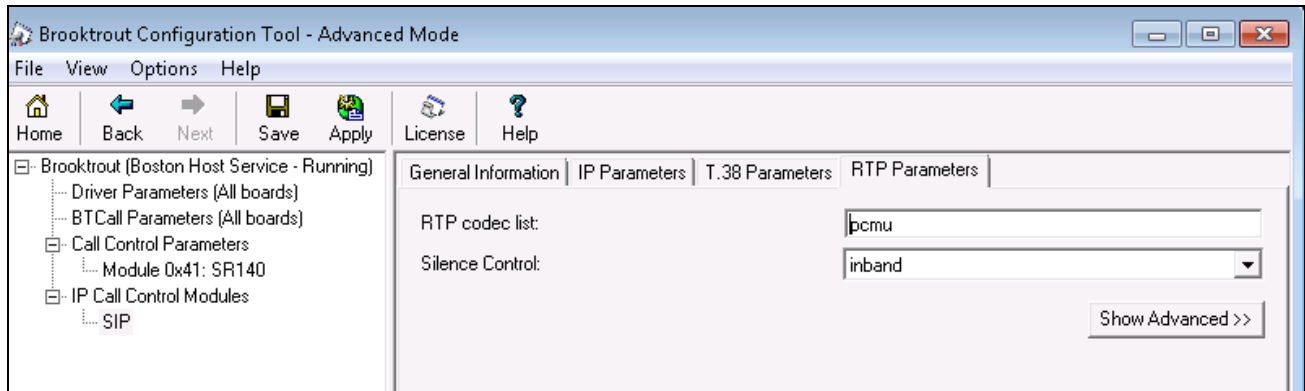 Brooktrout Configuration Tool - Advanced Mode
File View Options Help
Home Back Next Save Apply License Help
Brooktrout (Boston Host Service - Running)
Driver Parameters (All boards)
BTCall Parameters (All boards)
Call Control Parameters
Module 0x41: SR140
IP Call Control Modules
SIP
General Information IP Parameters T.38 Parameters RTP Parameters
RTP codec list: pcmu
Silence Control: inband
Show Advanced >>